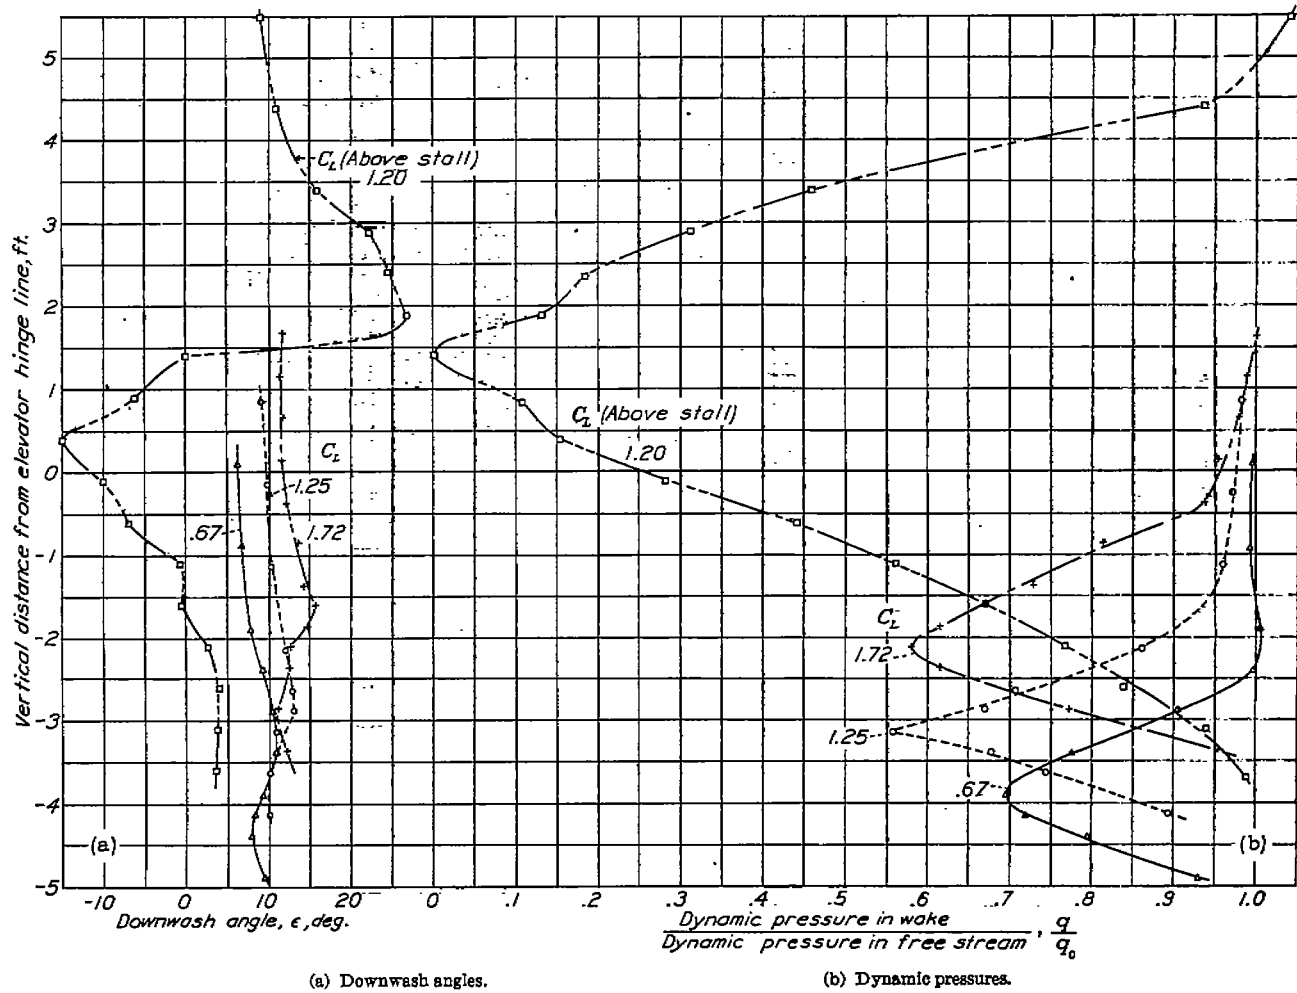 5
4
3
2
1
0
-1
-2
-3
-4
-5
Vertical distance from elevator hinge line, ft.
C_L (Above stall)
1.20
C_L
1.25
.67
1.72
(a)
-10 0 10 20
Downwash angle, ε, deg.
C_L (Above stall)
1.20
C_L
1.72
1.25
.67
(b)
0 .1 .2 .3 .4 .5 .6 .7 .8 .9 1.0
Dynamic pressure in wake
Dynamic pressure in free stream , q/q₀
(a) Downwash angles.
(b) Dynamic pressures.